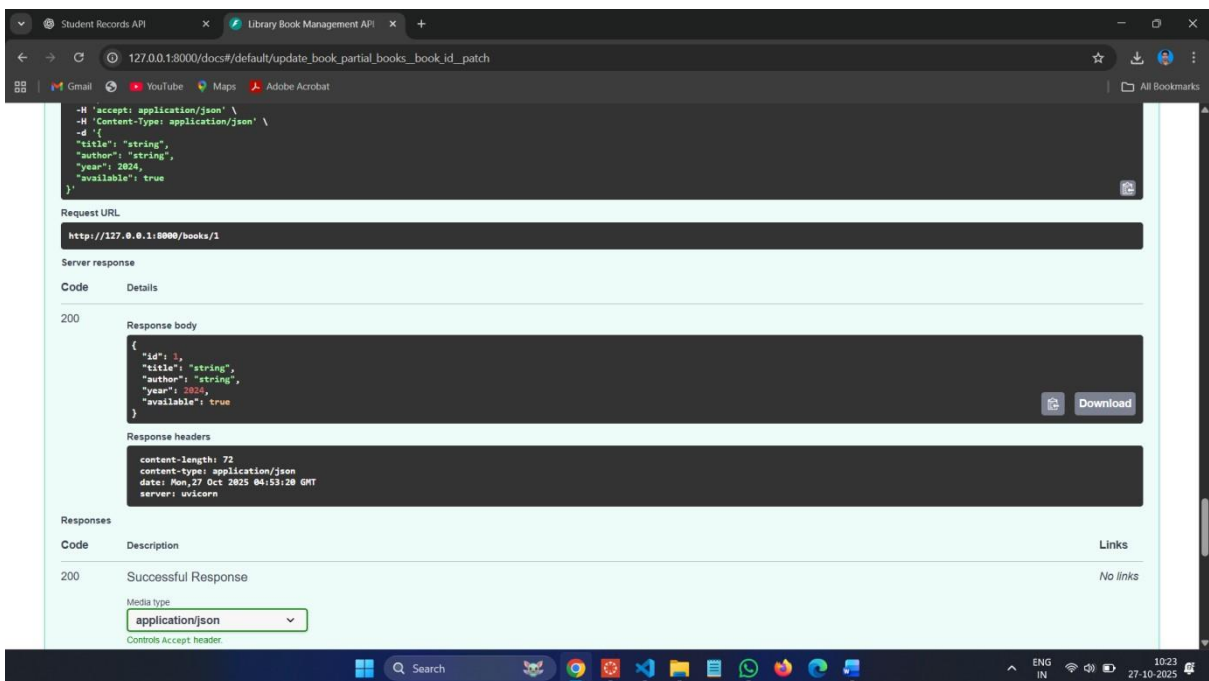 Student Records API
Library Book Management API
127.0.0.1:8000/docs#/default/update_book_partial_books__book_id__patch
Gmail
YouTube
Maps
Adobe Acrobat
All Bookmarks
-H 'accept: application/json' \
-H 'Content-Type: application/json' \
-d '{
"title": "string",
"author": "string",
"year": 2024,
"available": true
}'
Request URL
http://127.0.0.1:8000/books/1
Server response
Code Details
200
Response body
{
"id": 1,
"title": "string",
"author": "string",
"year": 2024,
"available": true
}
Download
Response headers
content-length: 72
content-type: application/json
date: Mon,27 Oct 2025 04:53:20 GMT
server: uvicorn
Responses
Code Description Links
200 Successful Response No links
Media type
application/json
Controls Accept header.
Search
ENG
IN
10:23
27-10-2025